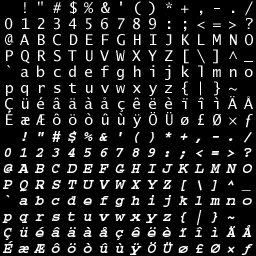 ! " # $ % & ' ( ) * + , - . /
0 1 2 3 4 5 6 7 8 9 : ; < = > ?
@ A B C D E F G H I J K L M N O
P Q R S T U V W X Y Z [ \ ] ^ _
` a b c d e f g h i j k l m n o
p q r s t u v w x y z { | } ~
Ç ü é â ä à å ç ê ë è ï î ì Ä Å
É æ Æ ô ö ò û ù ÿ Ö Ü ø £ Ø × ƒ
! " # $ % & ' ( ) * + , - . /
0 1 2 3 4 5 6 7 8 9 : ; < = > ?
@ A B C D E F G H I J K L M N O
P Q R S T U V W X Y Z [ \ ] ^ _
` a b c d e f g h i j k l m n o
p q r s t u v w x y z { | } ~
Ç ü é â ä à å ç ê ë è ï î ì Ä Å
É æ Æ ô ö ò û ù ÿ Ö Ü ø £ Ø × ƒ